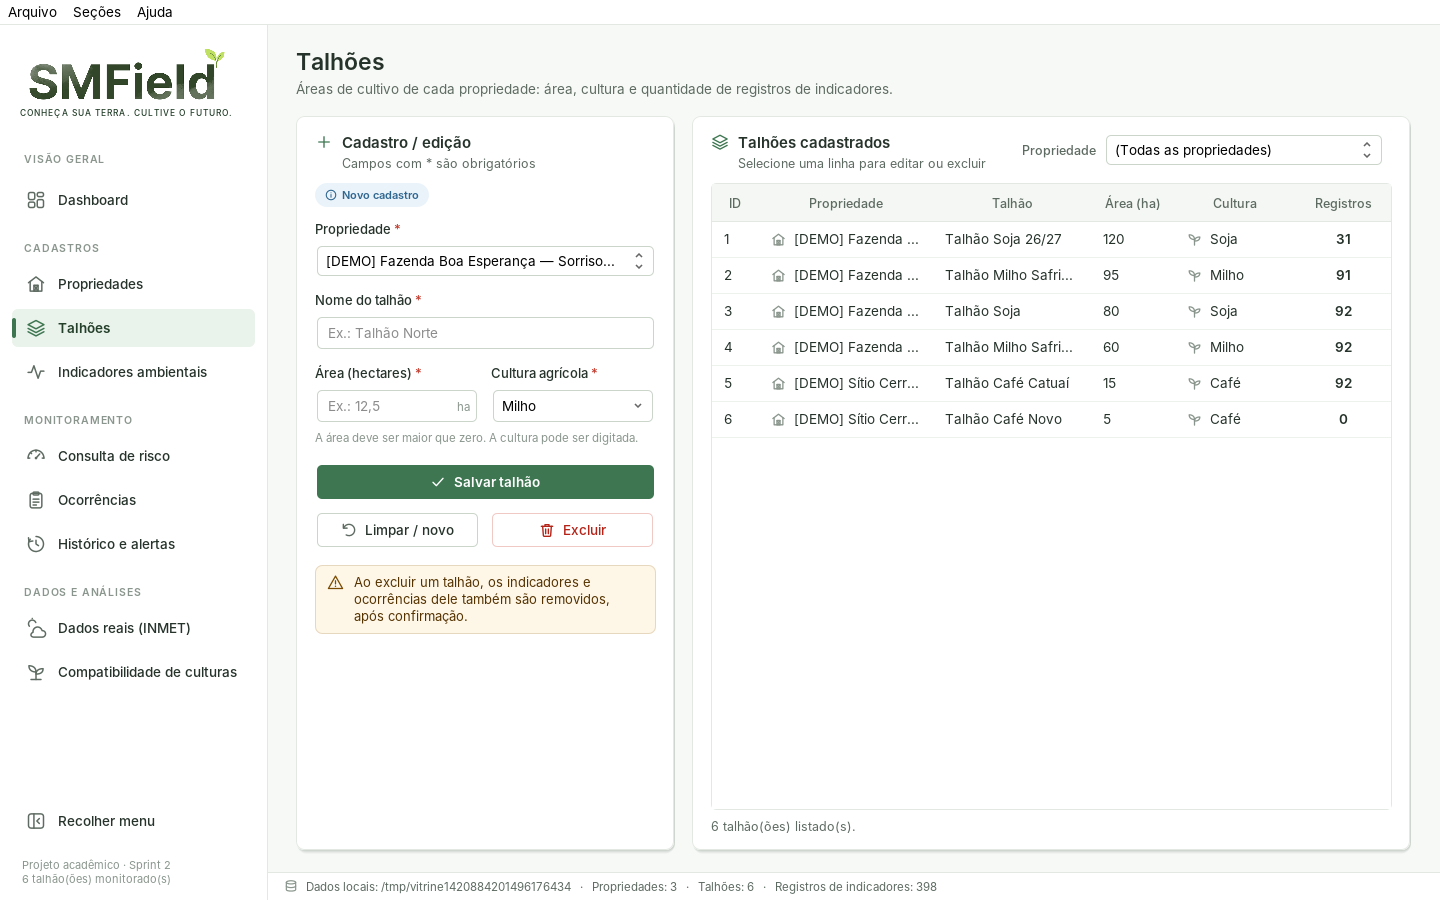 Arquivo Seções Ajuda
SMField
CONHEÇA SUA TERRA. CULTIVE O FUTURO.
VISÃO GERAL
Dashboard
CADASTROS
Propriedades
Talhões
Indicadores ambientais
MONITORAMENTO
Consulta de risco
Ocorrências
Histórico e alertas
DADOS E ANÁLISES
Dados reais (INMET)
Compatibilidade de culturas
Recolher menu
Projeto acadêmico · Sprint 2
6 talhão(ões) monitorado(s)
Talhões
Áreas de cultivo de cada propriedade: área, cultura e quantidade de registros de indicadores.
Cadastro / edição
Campos com * são obrigatórios
Novo cadastro
Propriedade *
[DEMO] Fazenda Boa Esperança — Sorriso...
Nome do talhão *
Ex.: Talhão Norte
Área (hectares) * Cultura agrícola *
Ex.: 12,5 ha Milho
A área deve ser maior que zero. A cultura pode ser digitada.
Salvar talhão
Limpar / novo Excluir
Ao excluir um talhão, os indicadores e
ocorrências dele também são removidos,
após confirmação.
Talhões cadastrados
Selecione uma linha para editar ou excluir
Propriedade (Todas as propriedades)
ID Propriedade Talhão Área (ha) Cultura Registros
1 [DEMO] Fazenda ... Talhão Soja 26/27 120 Soja 31
2 [DEMO] Fazenda ... Talhão Milho Safri... 95 Milho 91
3 [DEMO] Fazenda ... Talhão Soja 80 Soja 92
4 [DEMO] Fazenda ... Talhão Milho Safri... 60 Milho 92
5 [DEMO] Sítio Cerr... Talhão Café Catuaí 15 Café 92
6 [DEMO] Sítio Cerr... Talhão Café Novo 5 Café 0
6 talhão(ões) listado(s).
Dados locais: /tmp/vitrine1420884201496176434 · Propriedades: 3 · Talhões: 6 · Registros de indicadores: 398